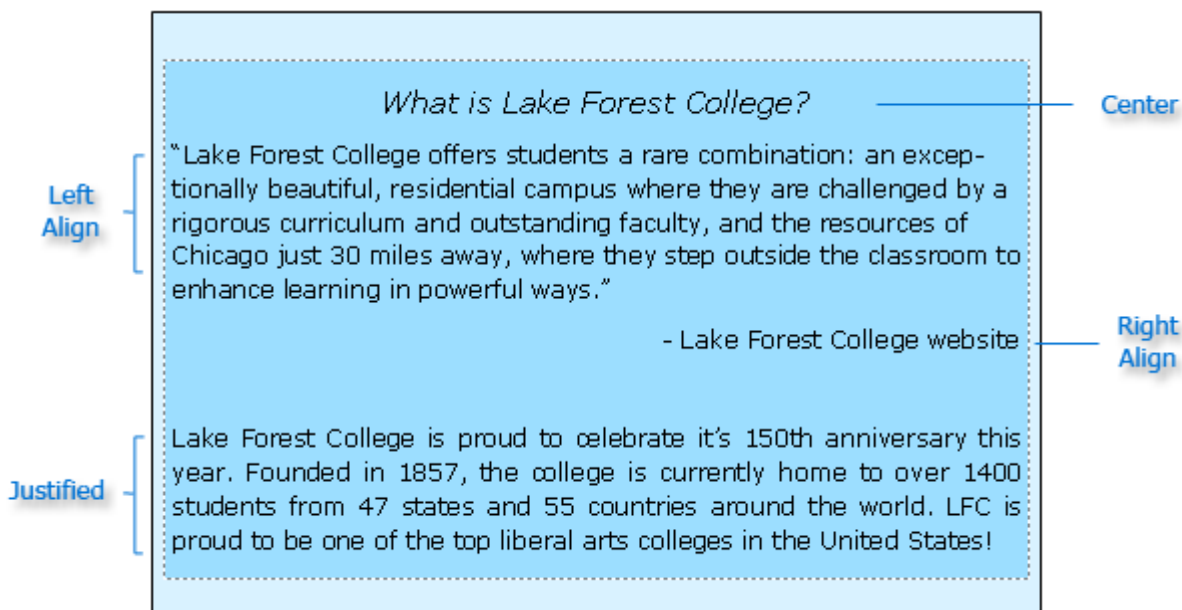 What is Lake Forest College?
Center
“Lake Forest College offers students a rare combination: an excep-
tionally beautiful, residential campus where they are challenged by a
rigorous curriculum and outstanding faculty, and the resources of
Chicago just 30 miles away, where they step outside the classroom to
enhance learning in powerful ways.”
Left
Align
- Lake Forest College website
Right
Align
Lake Forest College is proud to celebrate it’s 150th anniversary this
year. Founded in 1857, the college is currently home to over 1400
students from 47 states and 55 countries around the world. LFC is
proud to be one of the top liberal arts colleges in the United States!
Justified